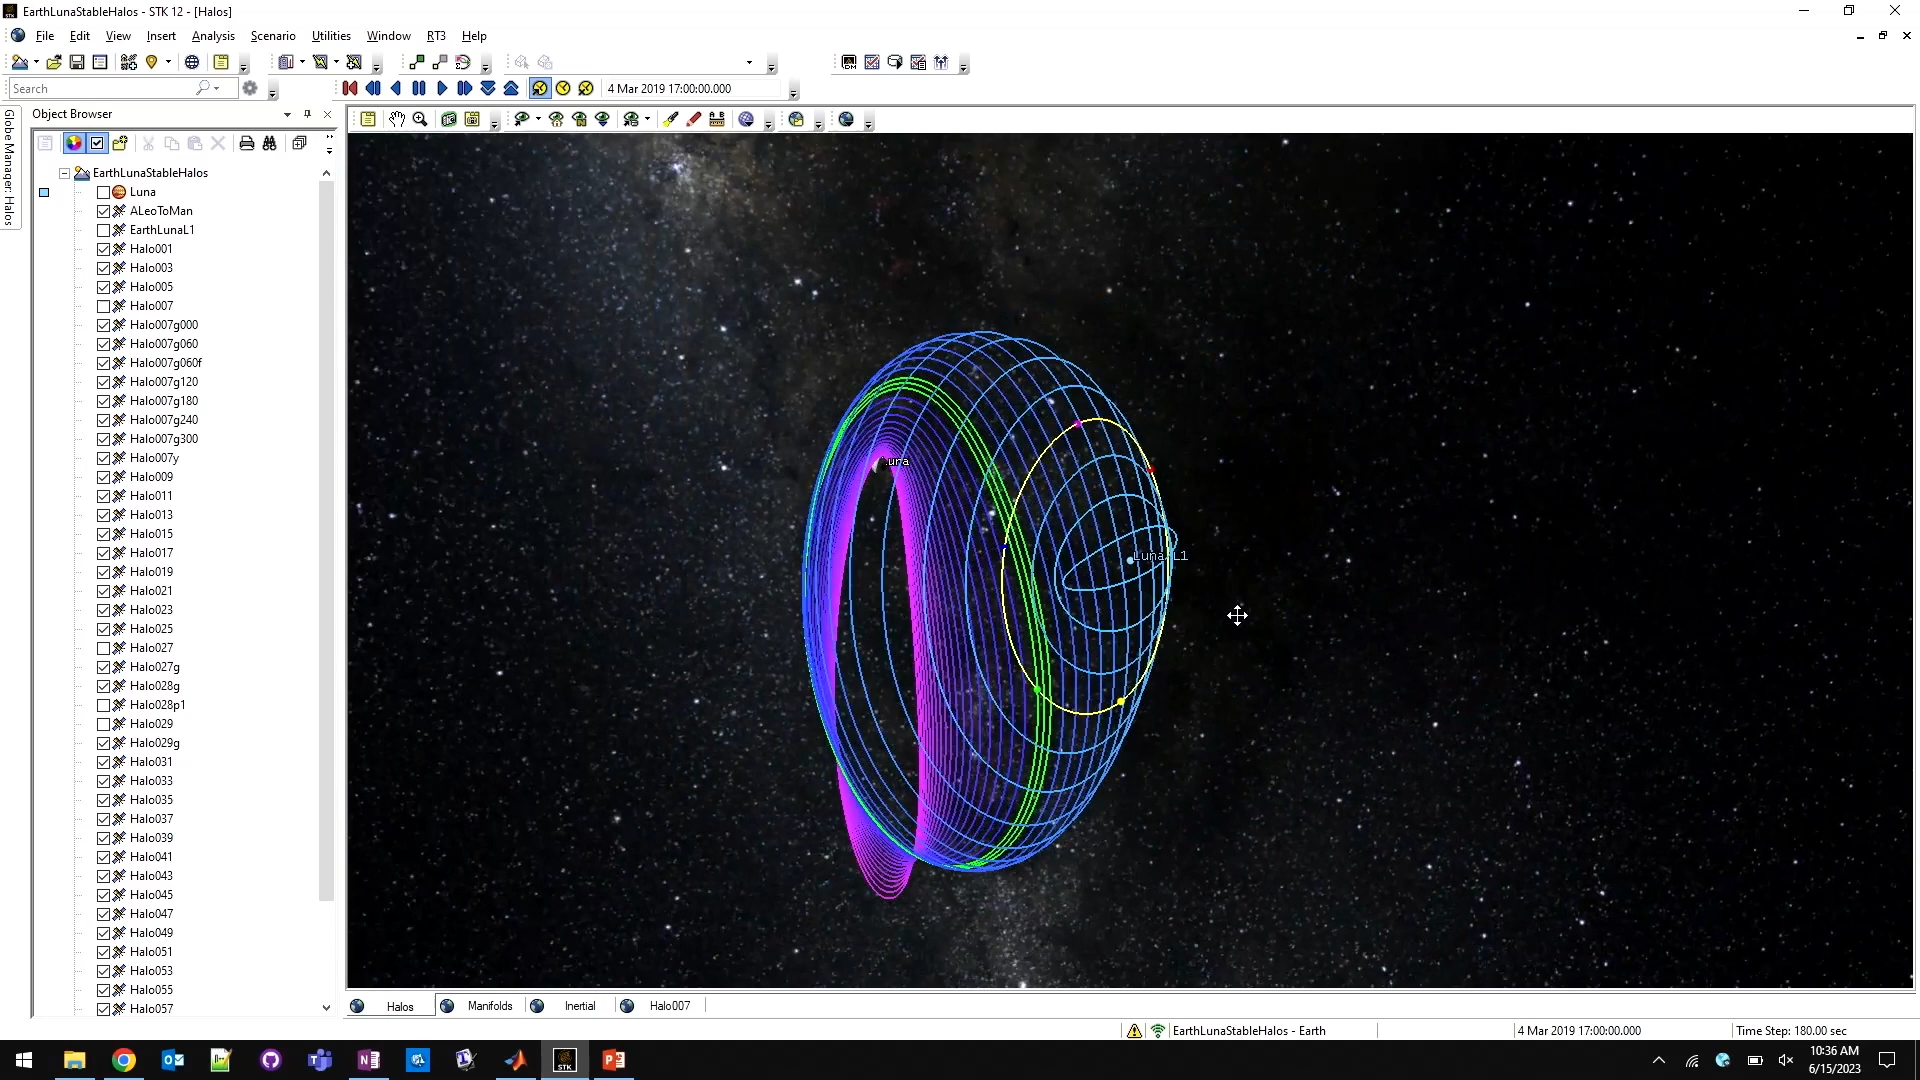 EarthLunaStableHalos - STK 12 - [Halos]
File Edit View Insert Analysis Scenario Utilities Window RT3 Help
Search
4 Mar 2019 17:00:00.000
Globe Manager: Halos
Object Browser
EarthLunaStableHalos
Luna
ALeoToMan
EarthLunaL1
Halo001
Halo003
Halo005
Halo007
Halo007g000
Halo007g060
Halo007g060f
Halo007g120
Halo007g180
Halo007g240
Halo007g300
Halo007y
Halo009
Halo011
Halo013
Halo015
Halo017
Halo019
Halo021
Halo023
Halo025
Halo027
Halo027g
Halo028g
Halo028p1
Halo029
Halo029g
Halo031
Halo033
Halo035
Halo037
Halo039
Halo041
Halo043
Halo045
Halo047
Halo049
Halo051
Halo053
Halo055
Halo057
Luna
Luna L1
Halos Manifolds Inertial Halo007
EarthLunaStableHalos - Earth
4 Mar 2019 17:00:00.000
Time Step: 180.00 sec
STK
10:36 AM
6/15/2023